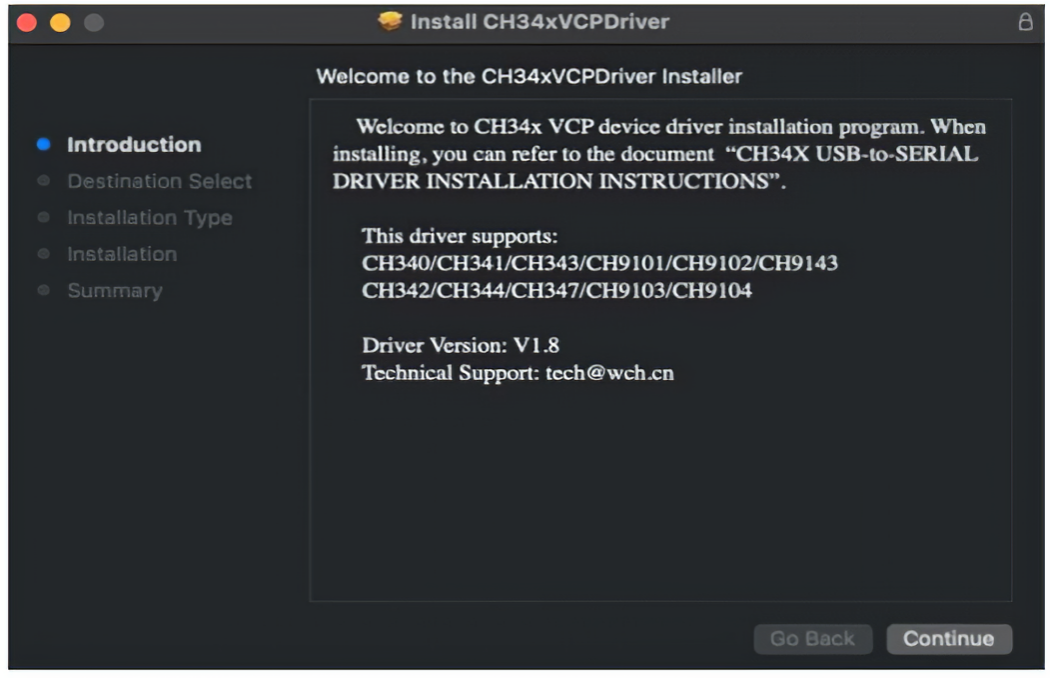 Install CH34xVCPDriver
Welcome to the CH34xVCPDriver Installer
Introduction
Destination Select
Installation Type
Installation
Summary
Welcome to CH34x VCP device driver installation program. When
installing, you can refer to the document “CH34X USB-to-SERIAL
DRIVER INSTALLATION INSTRUCTIONS”.
This driver supports:
CH340/CH341/CH343/CH9101/CH9102/CH9143
CH342/CH344/CH347/CH9103/CH9104
Driver Version: V1.8
Technical Support: tech@wch.cn
Go Back
Continue